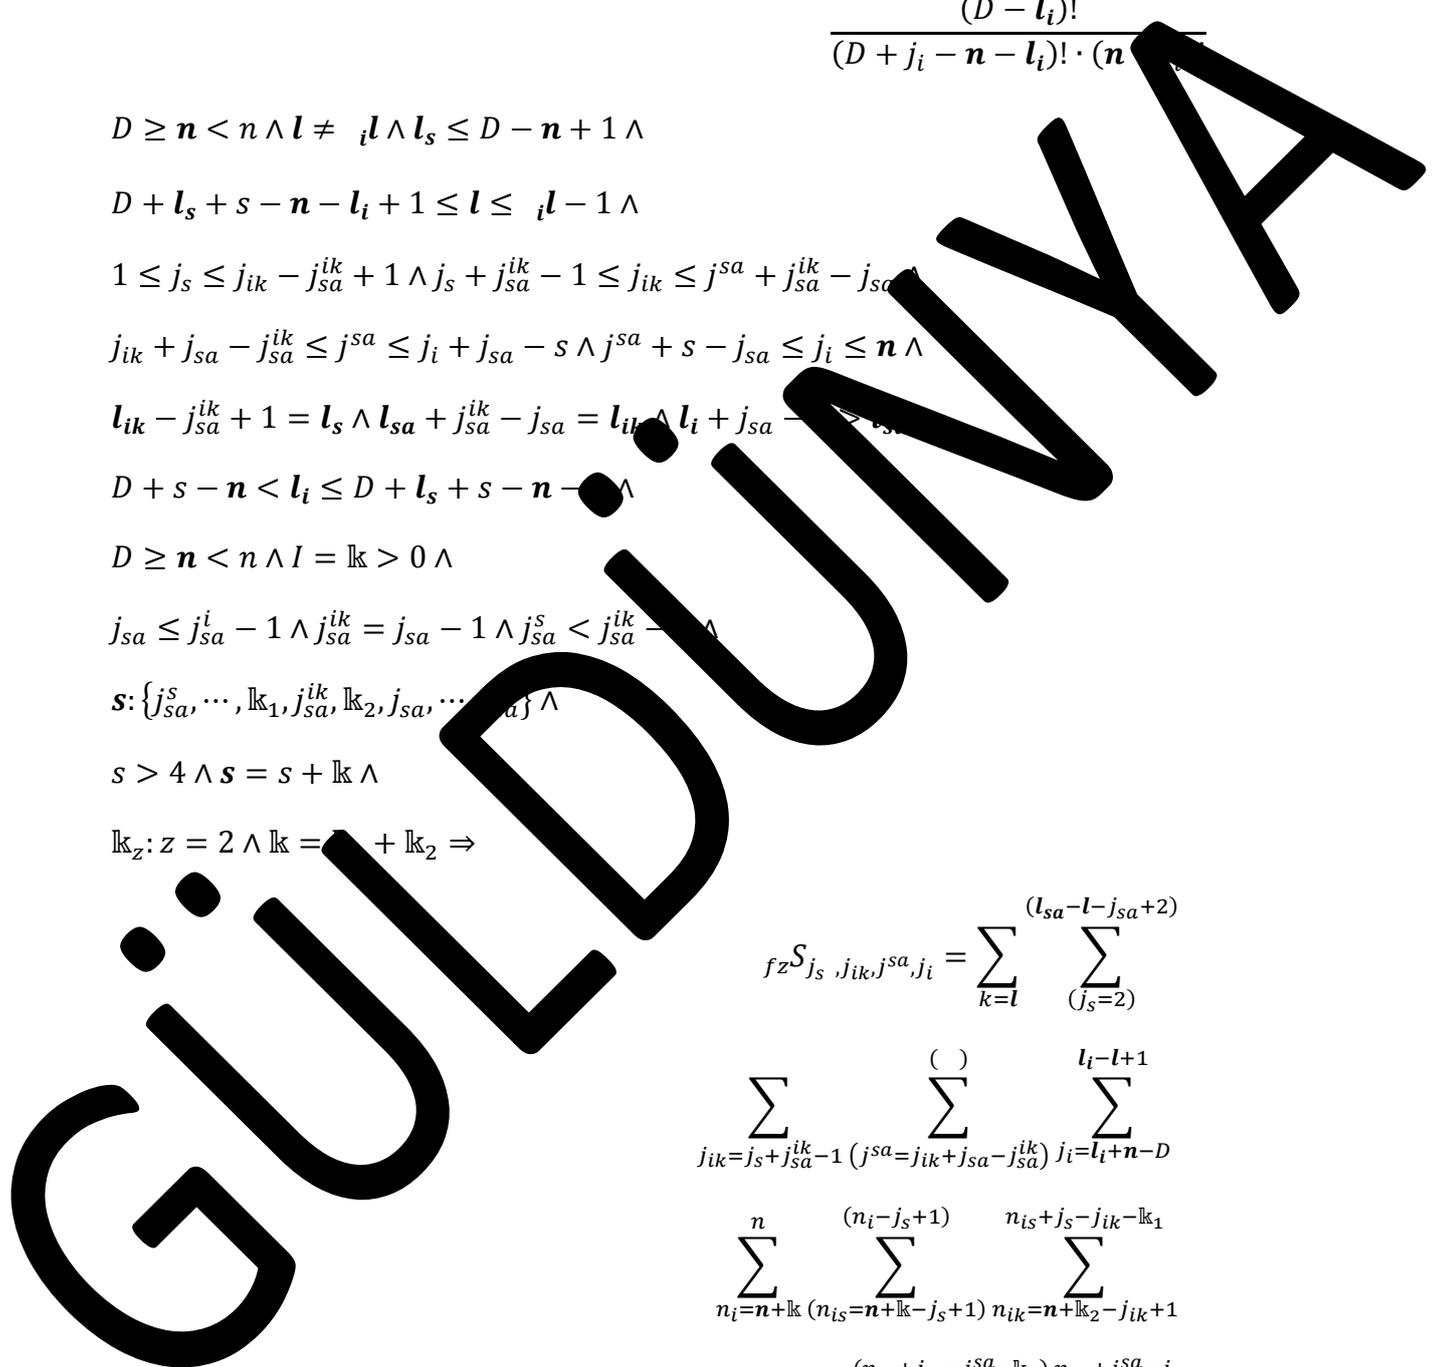 (D − l_i)!
(D + j_i − n − l_i)! · (n
D ≥ n < n ∧ l ≠ _il ∧ l_s ≤ D − n + 1 ∧
D + l_s + s − n − l_i + 1 ≤ l ≤ _il − 1 ∧
1 ≤ j_s ≤ j_ik − j_sa^ik + 1 ∧ j_s + j_sa^ik − 1 ≤ j_ik ≤ j^sa + j_sa^ik − j_sa ∧
j_ik + j_sa − j_sa^ik ≤ j^sa ≤ j_i + j_sa − s ∧ j^sa + s − j_sa ≤ j_i ≤ n ∧
l_ik − j_sa^ik + 1 = l_s ∧ l_sa + j_sa^ik − j_sa = l_ik ∧ l_i + j_sa − >
D + s − n < l_i ≤ D + l_s + s − n − ∧
D ≥ n < n ∧ I = 𝕜 > 0 ∧
j_sa ≤ j_sa^i − 1 ∧ j_sa^ik = j_sa − 1 ∧ j_sa^s < j_sa^ik − ∧
s: {j_sa^s, ⋯ , 𝕜_1, j_sa^ik, 𝕜_2, j_sa, ⋯ } ∧
s > 4 ∧ s = s + 𝕜 ∧
𝕜_z: z = 2 ∧ 𝕜 = + 𝕜_2 ⇒
(l_sa−l−j_sa+2)
_fzS_{j_s ,j_ik,j^sa,j_i} = ∑ ∑
k=l (j_s=2)
( ) l_i−l+1
∑ ∑ ∑
j_ik=j_s+j_sa^ik−1 (j^sa=j_ik+j_sa−j_sa^ik) j_i=l_i+n−D
n (n_i−j_s+1) n_is+j_s−j_ik−𝕜_1
∑ ∑ ∑
n_i=n+𝕜 (n_is=n+𝕜−j_s+1) n_ik=n+𝕜_2−j_ik+1
GÜLDÜNYA